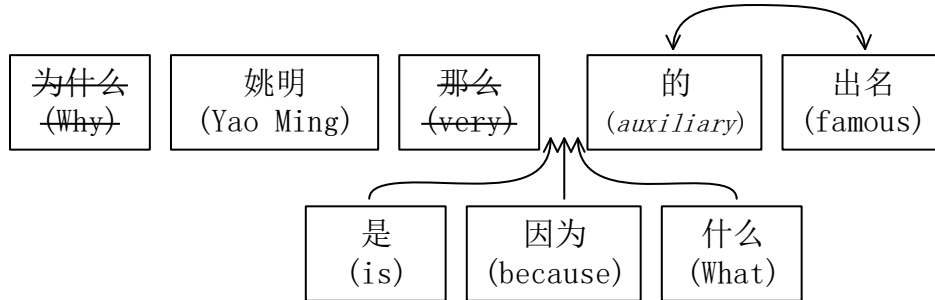 为什么 姚明 那么 的 出名
(Why) (Yao Ming) (very) (auxiliary) (famous)
是 因为 什么
(is) (because) (What)